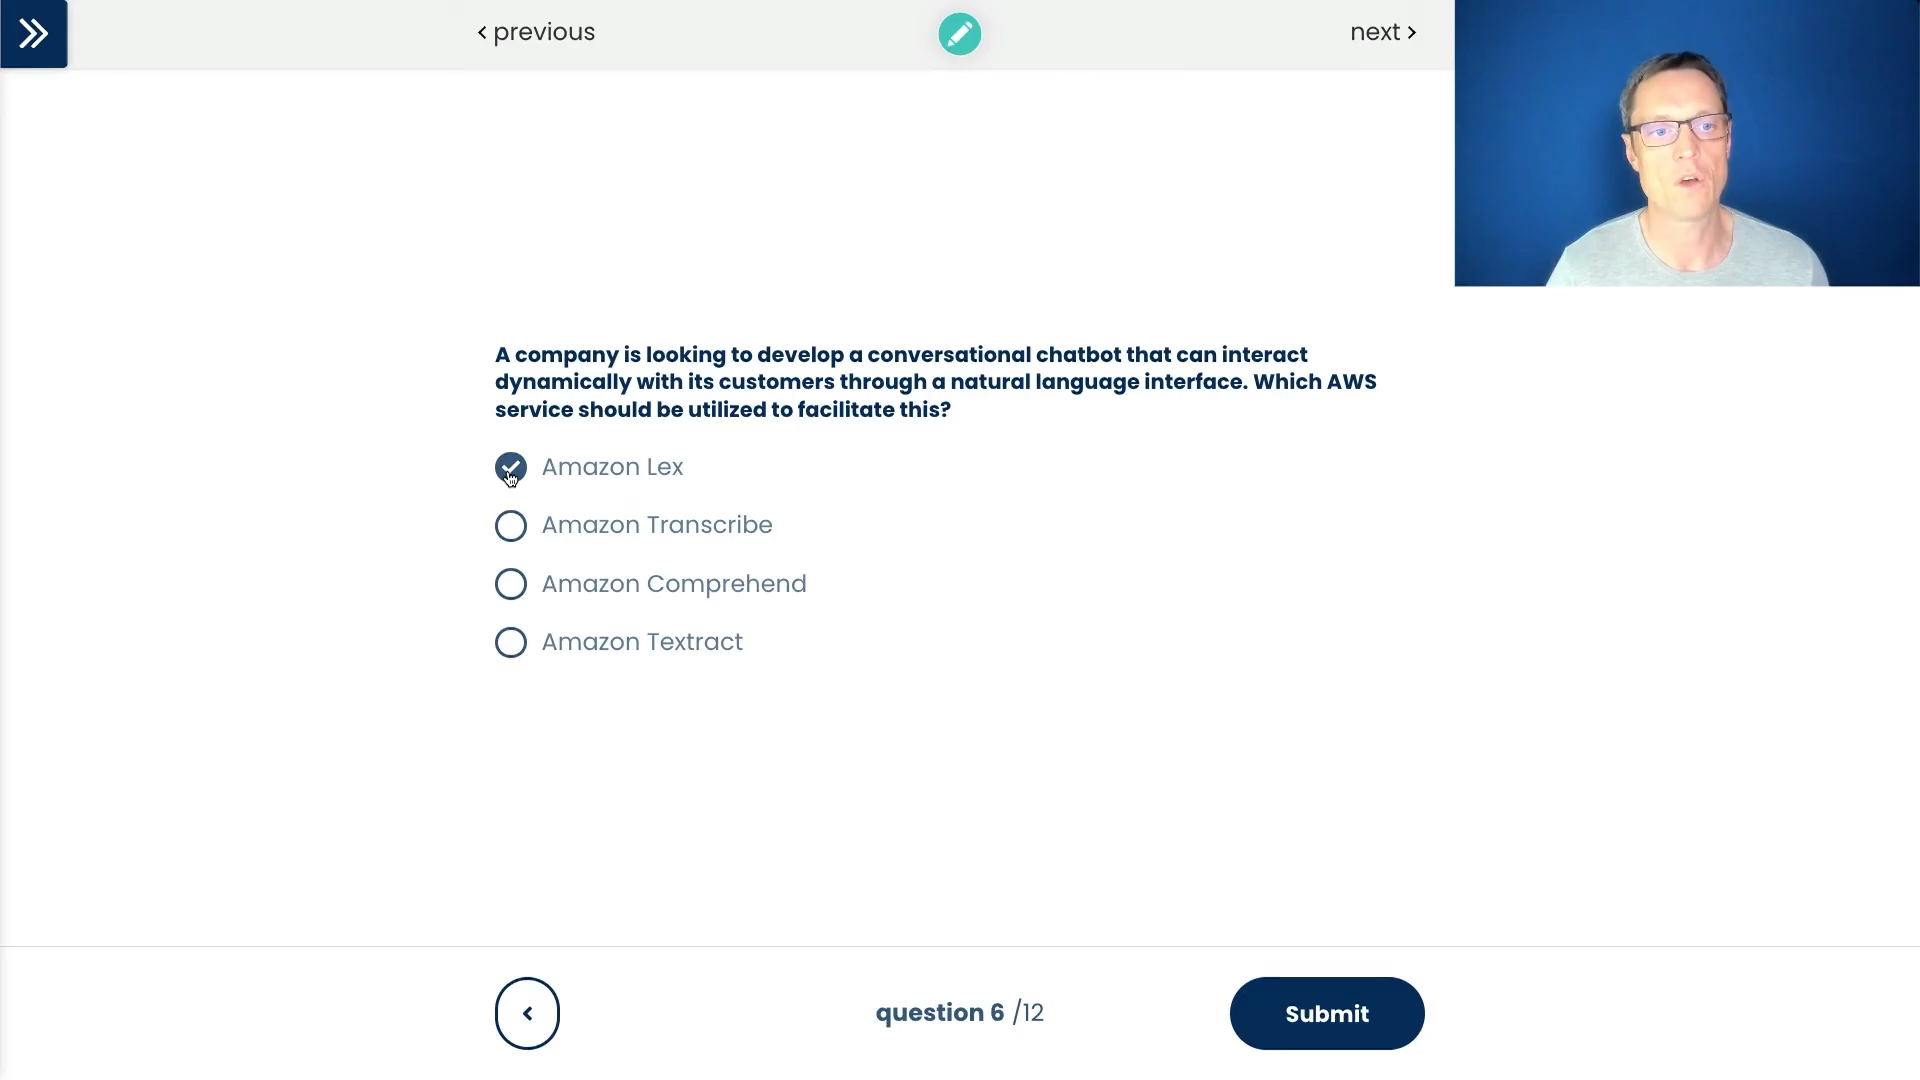 previous
next
A company is looking to develop a conversational chatbot that can interact
dynamically with its customers through a natural language interface. Which AWS
service should be utilized to facilitate this?
Amazon Lex
Amazon Transcribe
Amazon Comprehend
Amazon Textract
question 6 /12
Submit